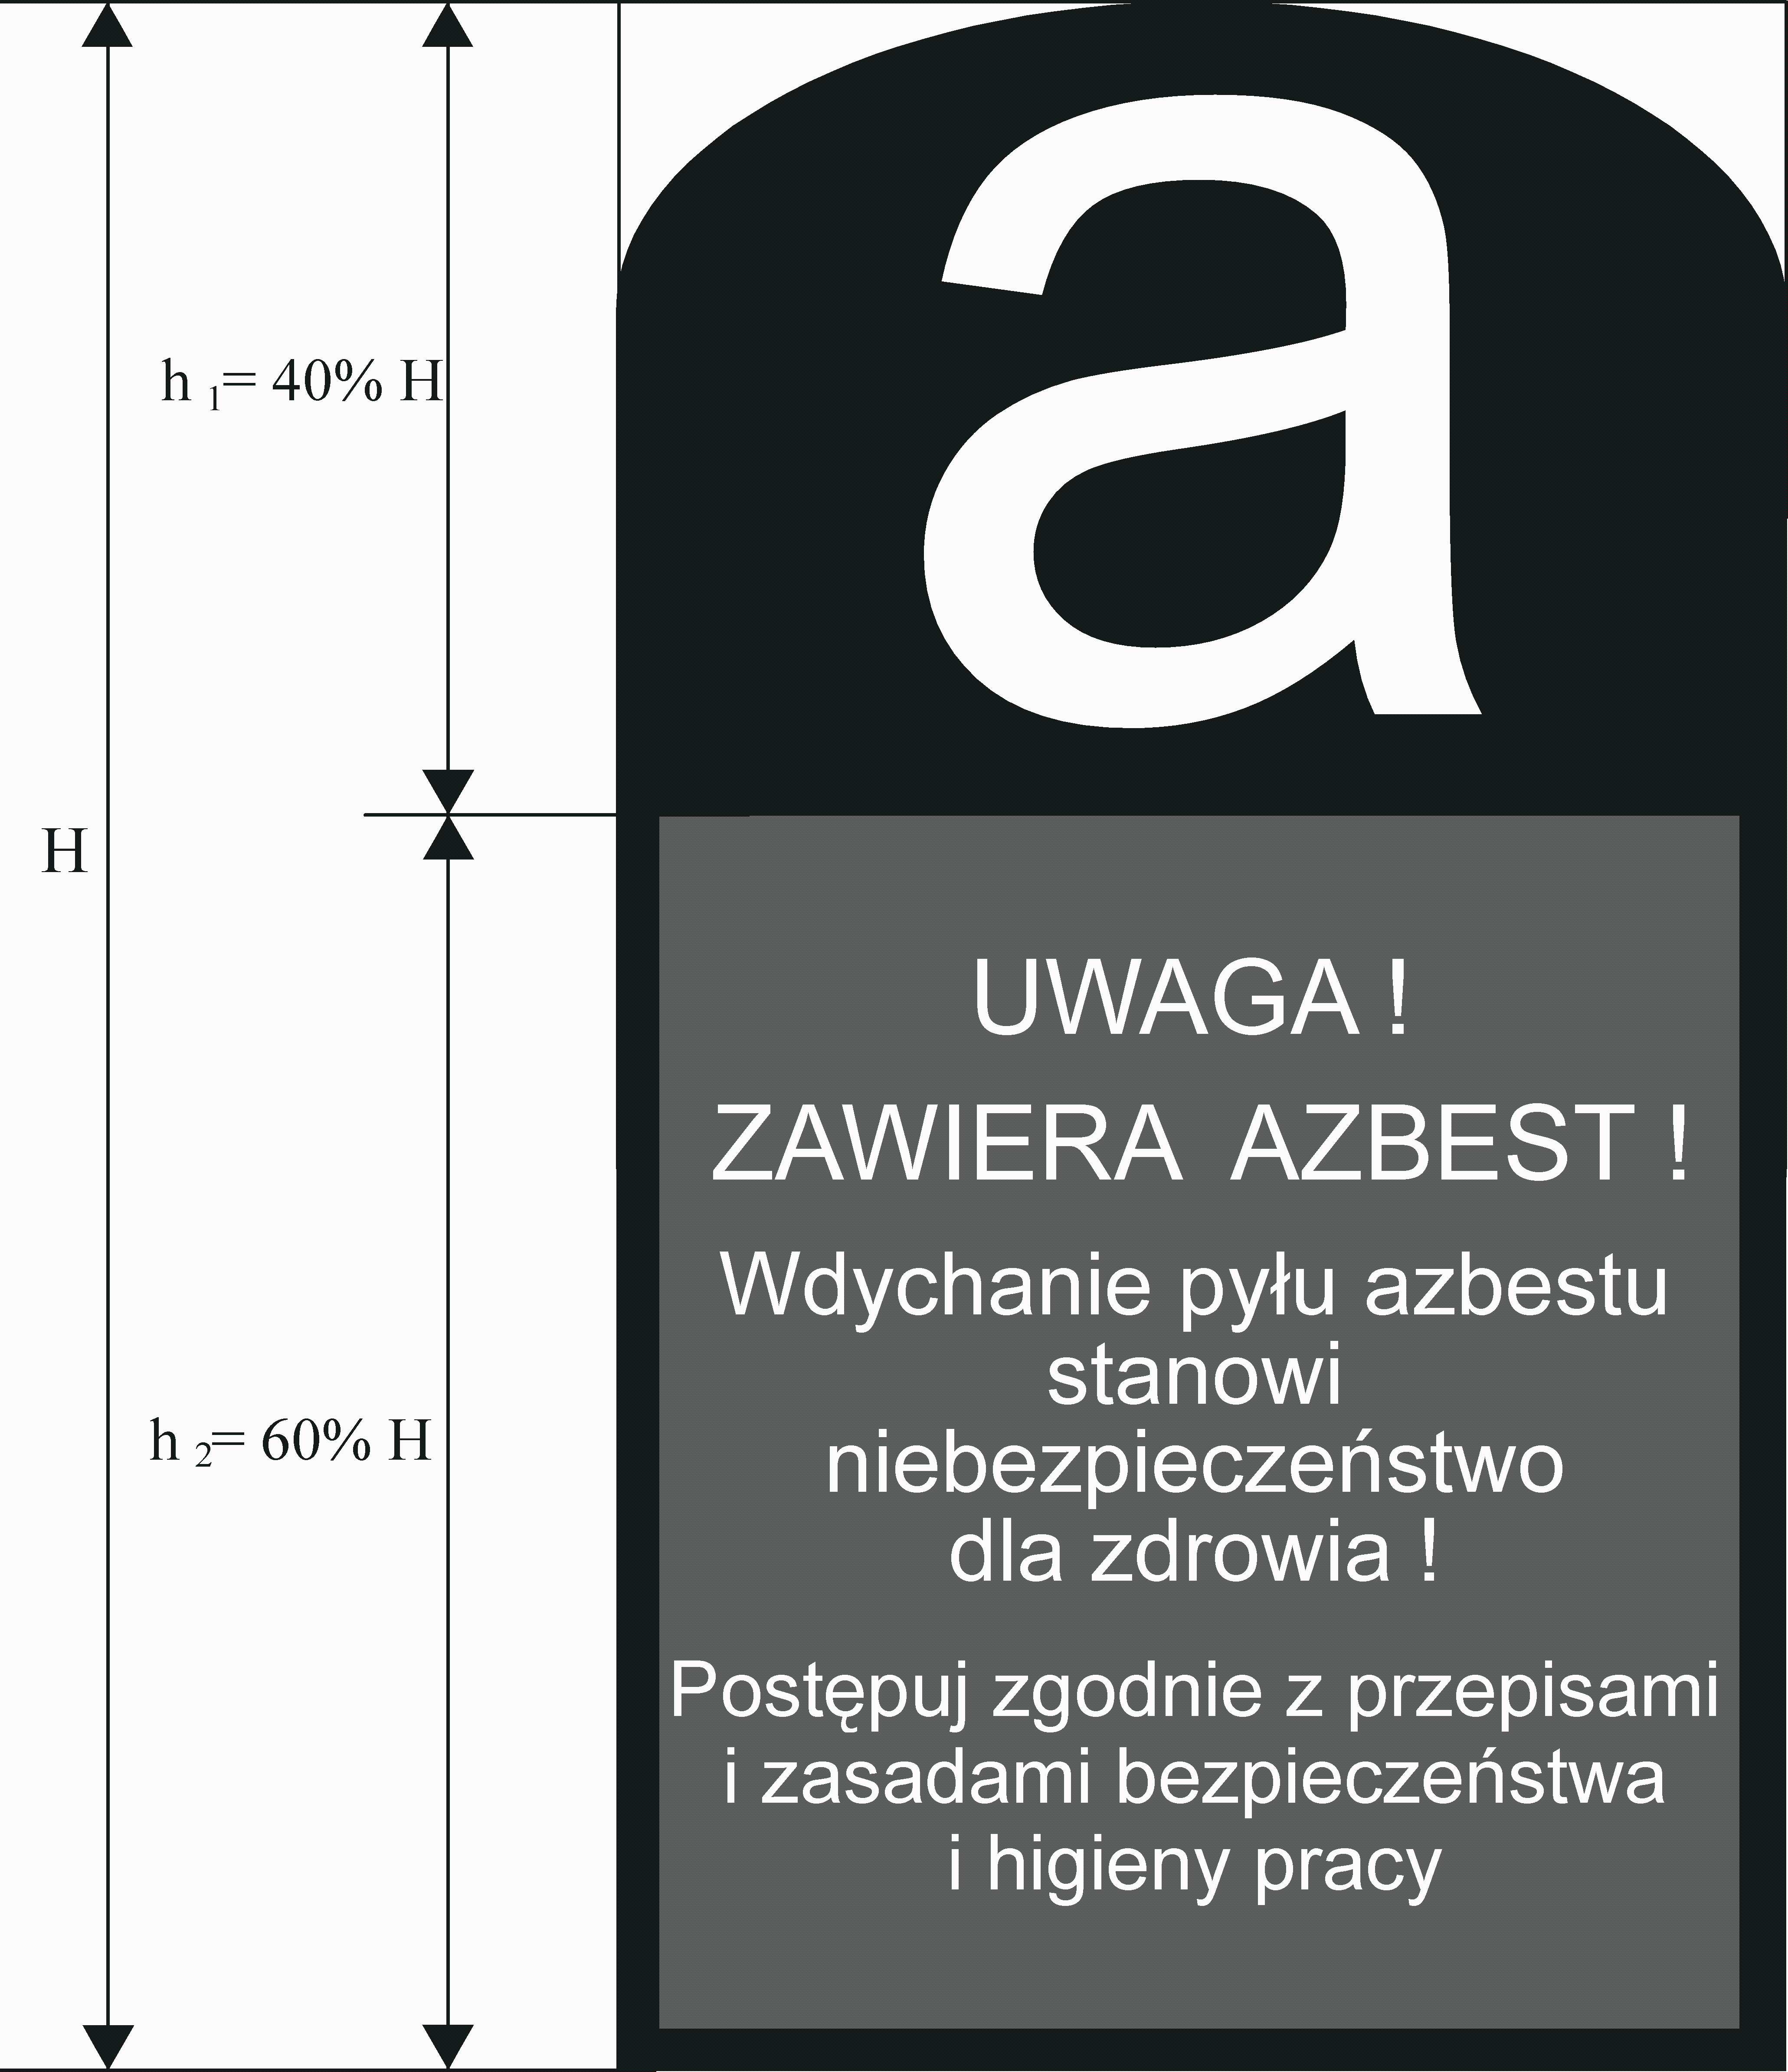 a
h 1= 40% H
H
UWAGA !
ZAWIERA AZBEST !
Wdychanie pyłu azbestu
stanowi
niebezpieczeństwo
dla zdrowia !
h 2= 60% H
Postępuj zgodnie z przepisami
i zasadami bezpieczeństwa
i higieny pracy